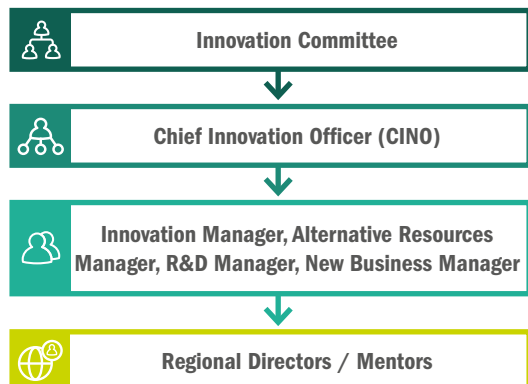 Innovation Committee
Chief Innovation Officer (CINO)
Innovation Manager, Alternative Resources
Manager, R&D Manager, New Business Manager
Regional Directors / Mentors